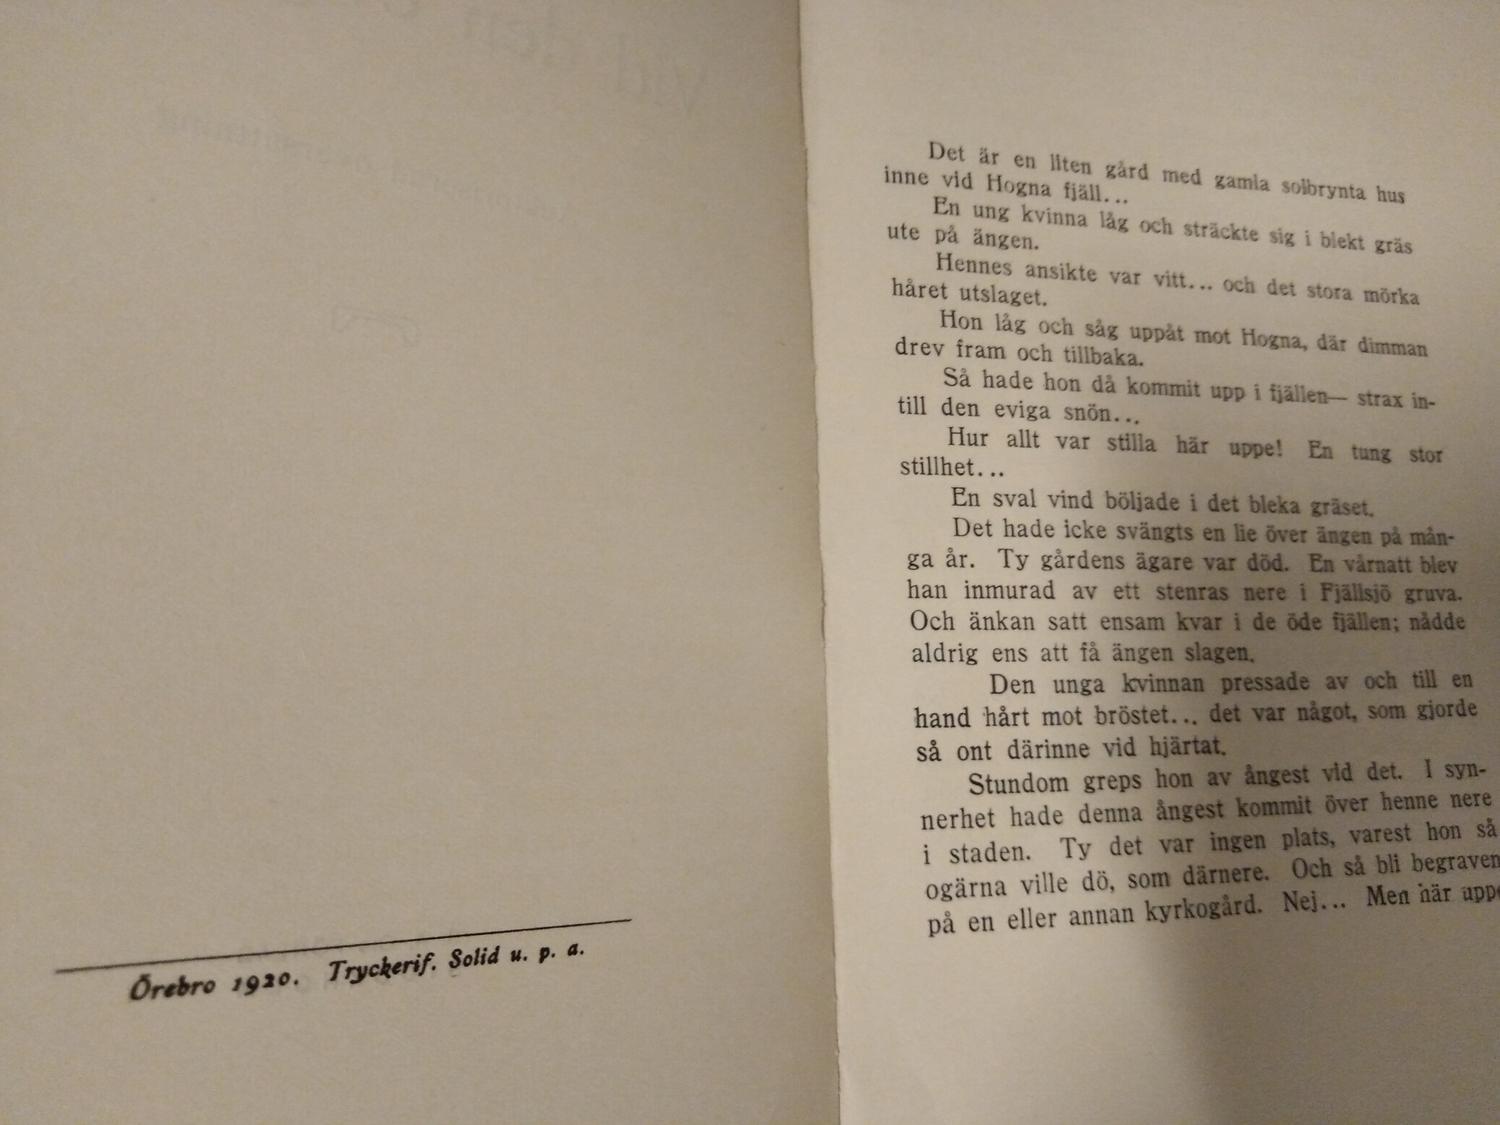 Vid den
Örebro 1920. Tryckerif. Solid u. p. a.
Det är en liten gård med gamla solbrynta hus
inne vid Hogna fjäll...
En ung kvinna låg och sträckte sig i blekt gräs
ute på ängen.
Hennes ansikte var vitt... och det stora mörka
håret utslaget.
Hon låg och såg uppåt mot Hogna, där dimman
drev fram och tillbaka.
Så hade hon då kommit upp i fjällen— strax in-
till den eviga snön...
Hur allt var stilla här uppe! En tung stor
stillhet...
En sval vind böljade i det bleka gräset.
Det hade icke svängts en lie över ängen på mån-
ga år. Ty gårdens ägare var död. En vårnatt blev
han inmurad av ett stenras nere i Fjällsjö gruva.
Och änkan satt ensam kvar i de öde fjällen; nådde
aldrig ens att få ängen slagen.
Den unga kvinnan pressade av och till en
hand hårt mot bröstet... det var något, som gjorde
så ont därinne vid hjärtat.
Stundom greps hon av ångest vid det. I syn-
nerhet hade denna ångest kommit över henne nere
i staden. Ty det var ingen plats, varest hon så
ogärna ville dö, som därnere. Och så bli begraven
på en eller annan kyrkogård. Nej... Men här uppe